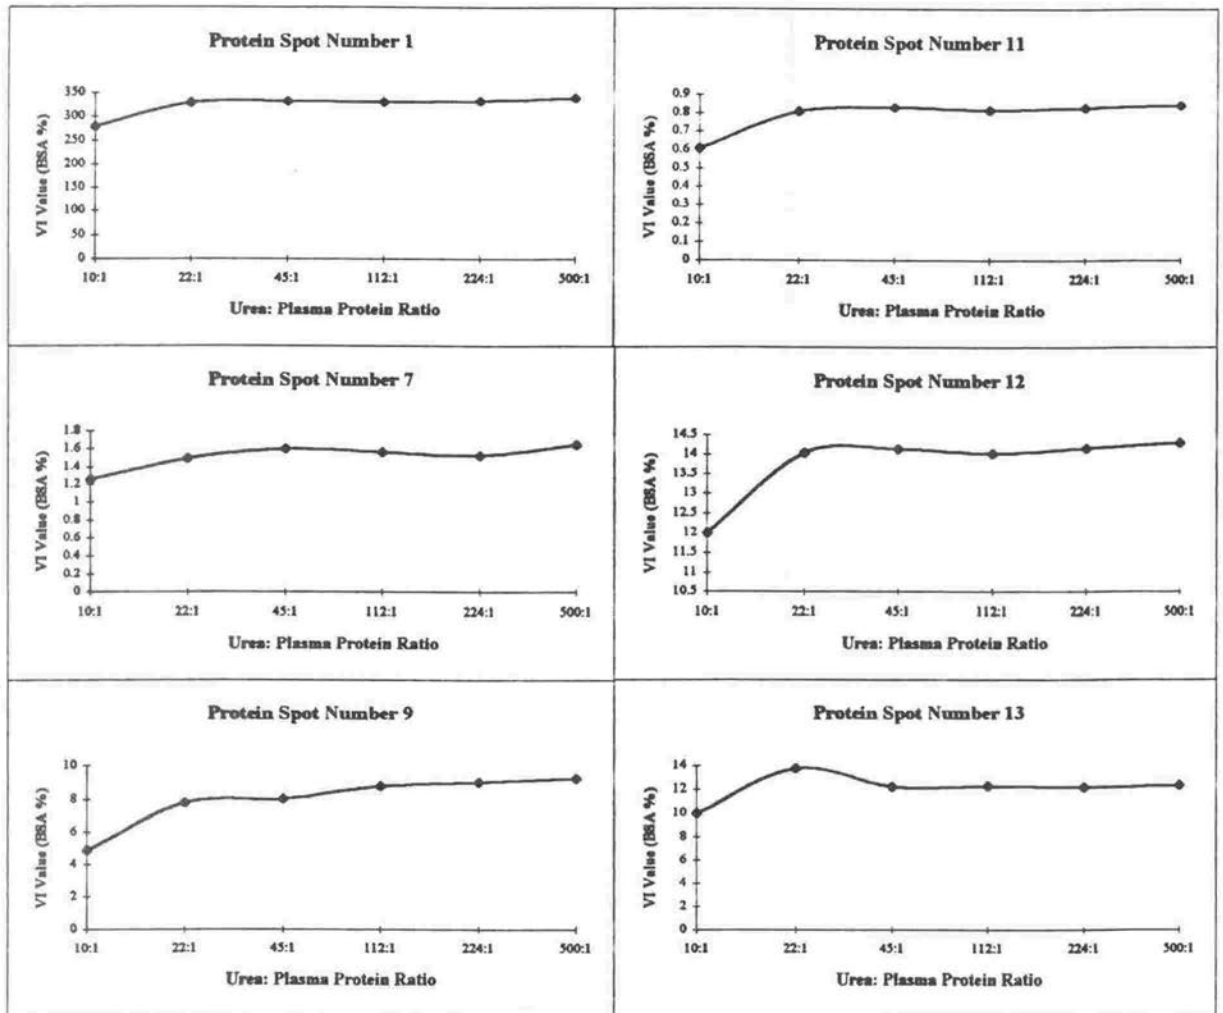 Protein Spot Number 1
VI Value (BSA %)
350
300
250
200
150
100
50
0
10:1 22:1 45:1 112:1 224:1 500:1
Urea: Plasma Protein Ratio
Protein Spot Number 11
VI Value (BSA %)
0.9
0.8
0.7
0.6
0.5
0.4
0.3
0.2
0.1
0
10:1 22:1 45:1 112:1 224:1 500:1
Urea: Plasma Protein Ratio
Protein Spot Number 7
VI Value (BSA %)
1.8
1.6
1.4
1.2
1
0.8
0.6
0.4
0.2
0
10:1 22:1 45:1 112:1 224:1 500:1
Urea: Plasma Protein Ratio
Protein Spot Number 12
VI Value (BSA %)
14.5
14
13.5
13
12.5
12
11.5
11
10.5
10:1 22:1 45:1 112:1 224:1 500:1
Urea: Plasma Protein Ratio
Protein Spot Number 9
VI Value (BSA %)
10
8
6
4
2
0
10:1 22:1 45:1 112:1 224:1 500:1
Urea: Plasma Protein Ratio
Protein Spot Number 13
VI Value (BSA %)
14
12
10
8
6
4
2
0
10:1 22:1 45:1 112:1 224:1 500:1
Urea: Plasma Protein Ratio